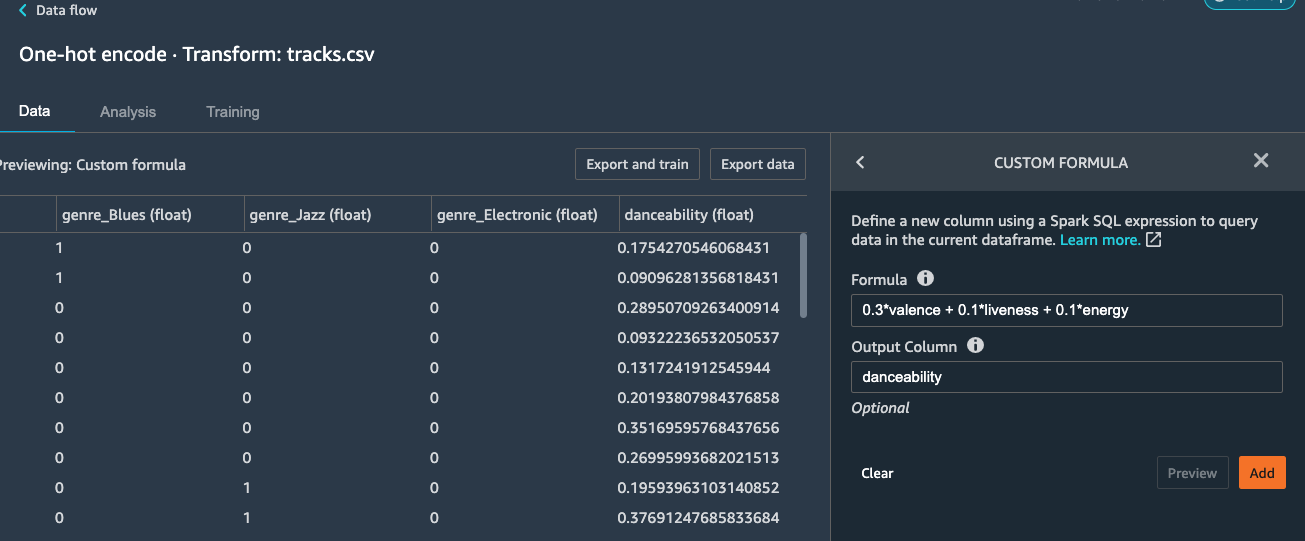 Data flow
One-hot encode · Transform: tracks.csv
Data Analysis Training
Previewing: Custom formula
Export and train Export data
genre_Blues (float) genre_Jazz (float) genre_Electronic (float) danceability (float)
1 0 0 0.1754270546068431
1 0 0 0.09096281356818431
0 0 0 0.28950709263400914
0 0 0 0.09322236532050537
0 0 0 0.1317241912545944
0 0 0 0.20193807984376858
0 0 0 0.35169595768437656
0 0 0 0.26995993682021513
0 1 0 0.19593963103140852
0 1 0 0.37691247685833684
CUSTOM FORMULA
Define a new column using a Spark SQL expression to query
data in the current dataframe. Learn more.
Formula
0.3*valence + 0.1*liveness + 0.1*energy
Output Column
danceability
Optional
Clear Preview Add